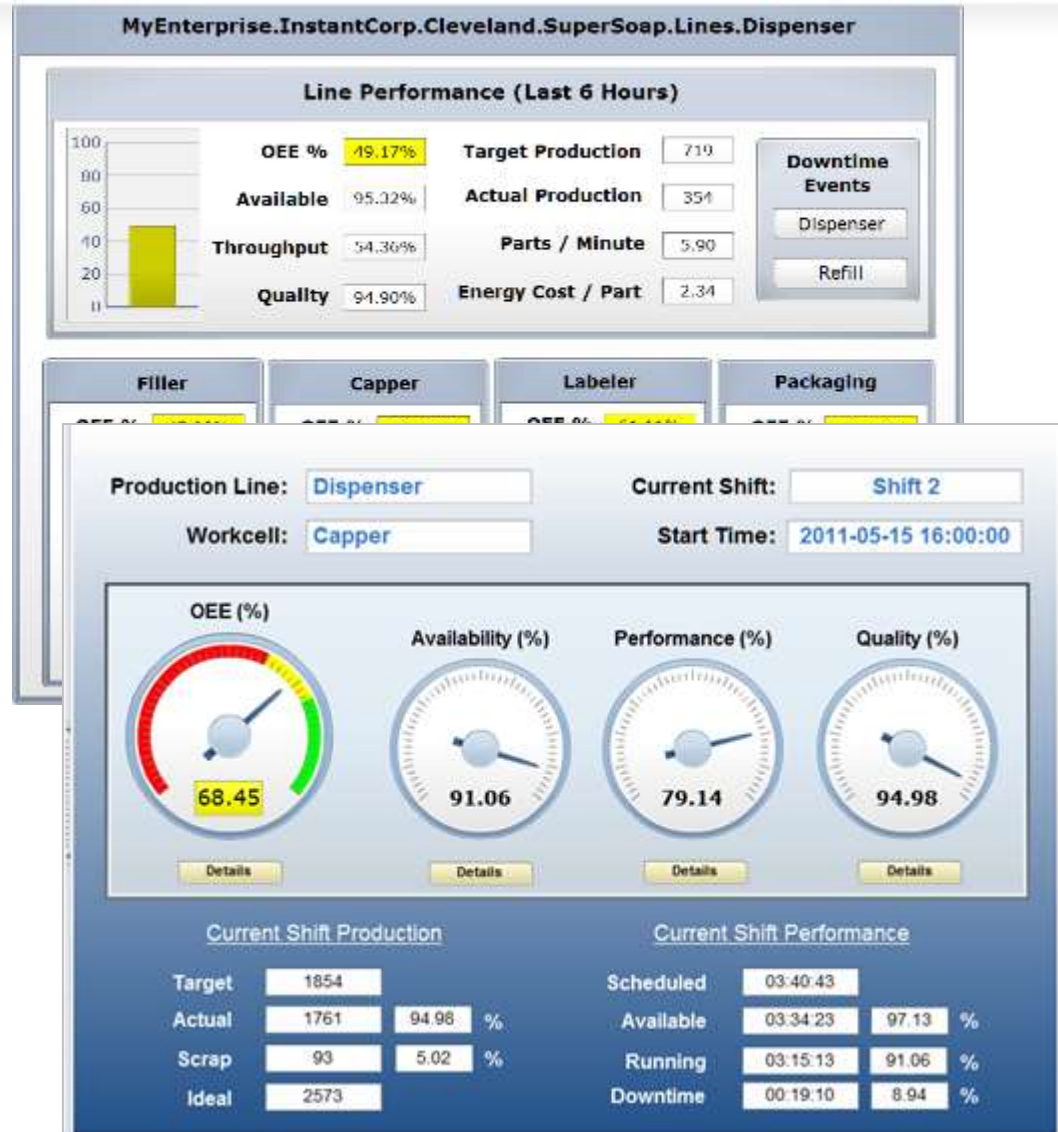 MyEnterprise.InstantCorp.Cleveland.SuperSoap.Lines.Dispenser
Line Performance (Last 6 Hours)
100
80
60
40
20
0
OEE % 49.17% Target Production 719
Available 95.32% Actual Production 354
Throughput 54.36% Parts / Minute 5.90
Quality 94.90% Energy Cost / Part 2.34
Downtime
Events
Dispenser
Refill
Filler Capper Labeler Packaging
OEE % OEE % OEE % OEE %
Production Line: Dispenser Current Shift: Shift 2
Workcell: Capper Start Time: 2011-05-15 16:00:00
OEE (%) Availability (%) Performance (%) Quality (%)
68.45 91.06 79.14 94.98
Details Details Details Details
Current Shift Production Current Shift Performance
Target 1854 Scheduled 03:40:43
Actual 1761 94.98 % Available 03:34:23 97.13 %
Scrap 93 5.02 % Running 03:15:13 91.06 %
Ideal 2573 Downtime 00:19:10 8.94 %